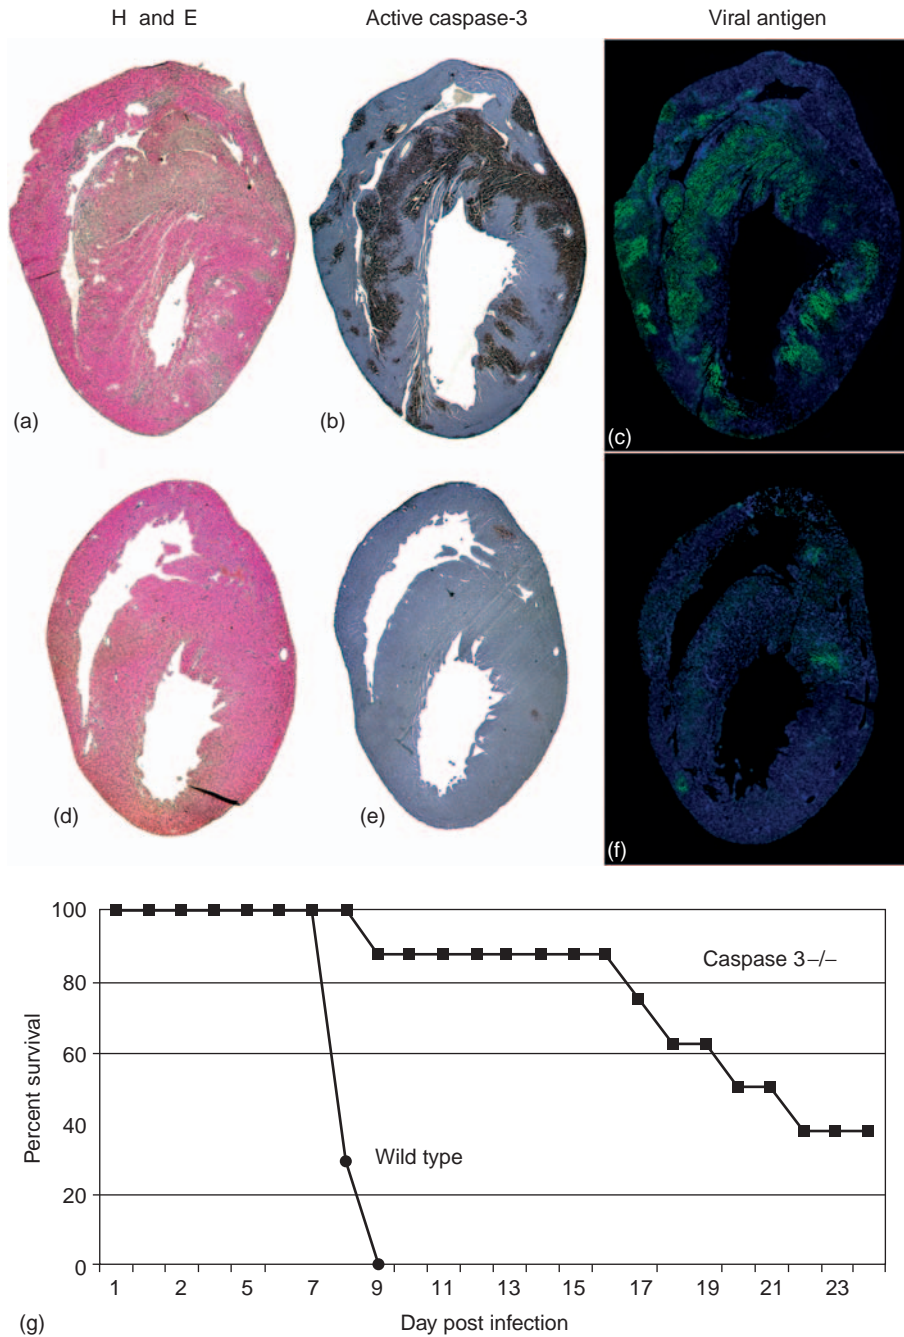 H and E Active caspase-3 Viral antigen
(a) (b) (c)
(d) (e) (f)
100
80
60
40
20
0
Percent survival
Caspase 3–/–
Wild type
1 2 5 7 9 11 13 15 17 19 21 23
Day post infection
(g)